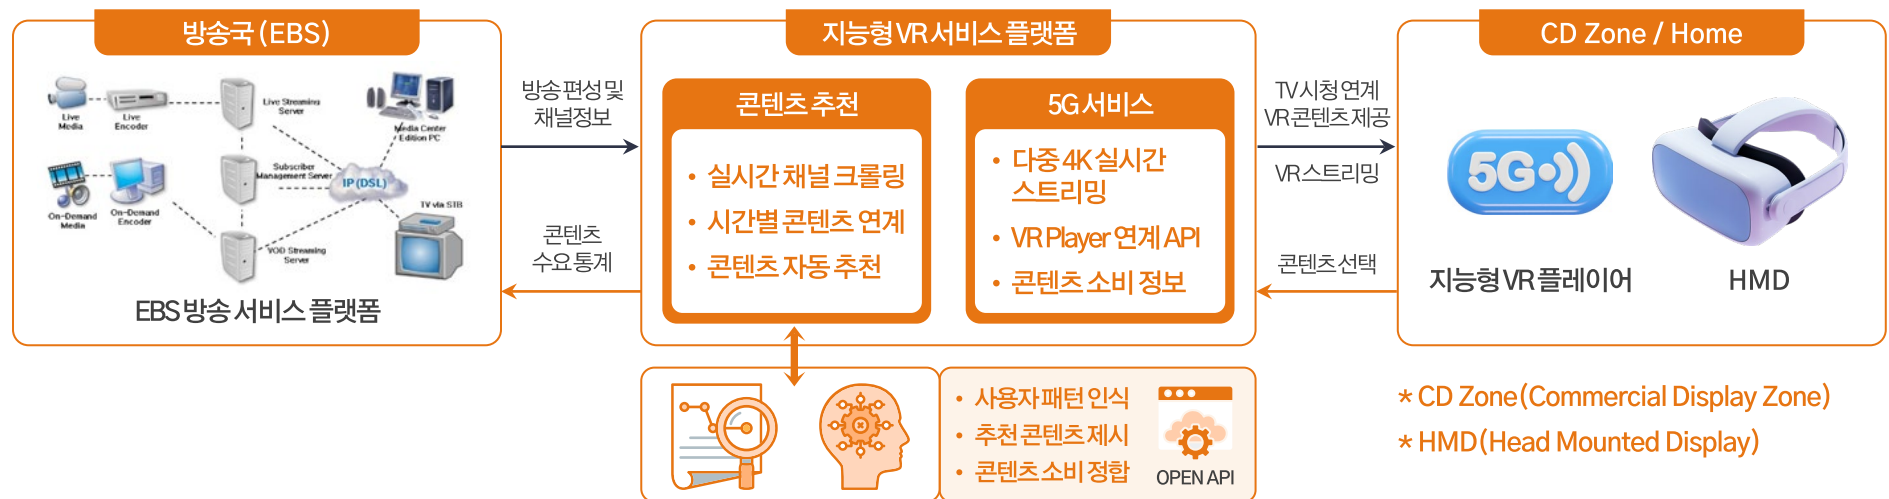 방송국 (EBS)
Live
Media
Live
Encoder
Live Streaming
Server
Media Center
Edition PC
Subscriber
Management Server
IP (DSL)
On-Demand
Media
On-Demand
Encoder
TV via STB
VOD Streaming
Server
EBS 방송 서비스 플랫폼
방송 편성 및
채널정보
콘텐츠
수요 통계
지능형 VR 서비스 플랫폼
콘텐츠 추천
• 실시간 채널 크롤링
• 시간별 콘텐츠 연계
• 콘텐츠 자동 추천
5G 서비스
• 다중 4K 실시간
스트리밍
• VR Player 연계 API
• 콘텐츠 소비 정보
TV 시청 연계
VR 콘텐츠 제공
VR 스트리밍
콘텐츠 선택
CD Zone / Home
5G
지능형 VR 플레이어
HMD
• 사용자 패턴 인식
• 추천 콘텐츠 제시
• 콘텐츠 소비 정합
OPEN API
* CD Zone(Commercial Display Zone)
* HMD(Head Mounted Display)